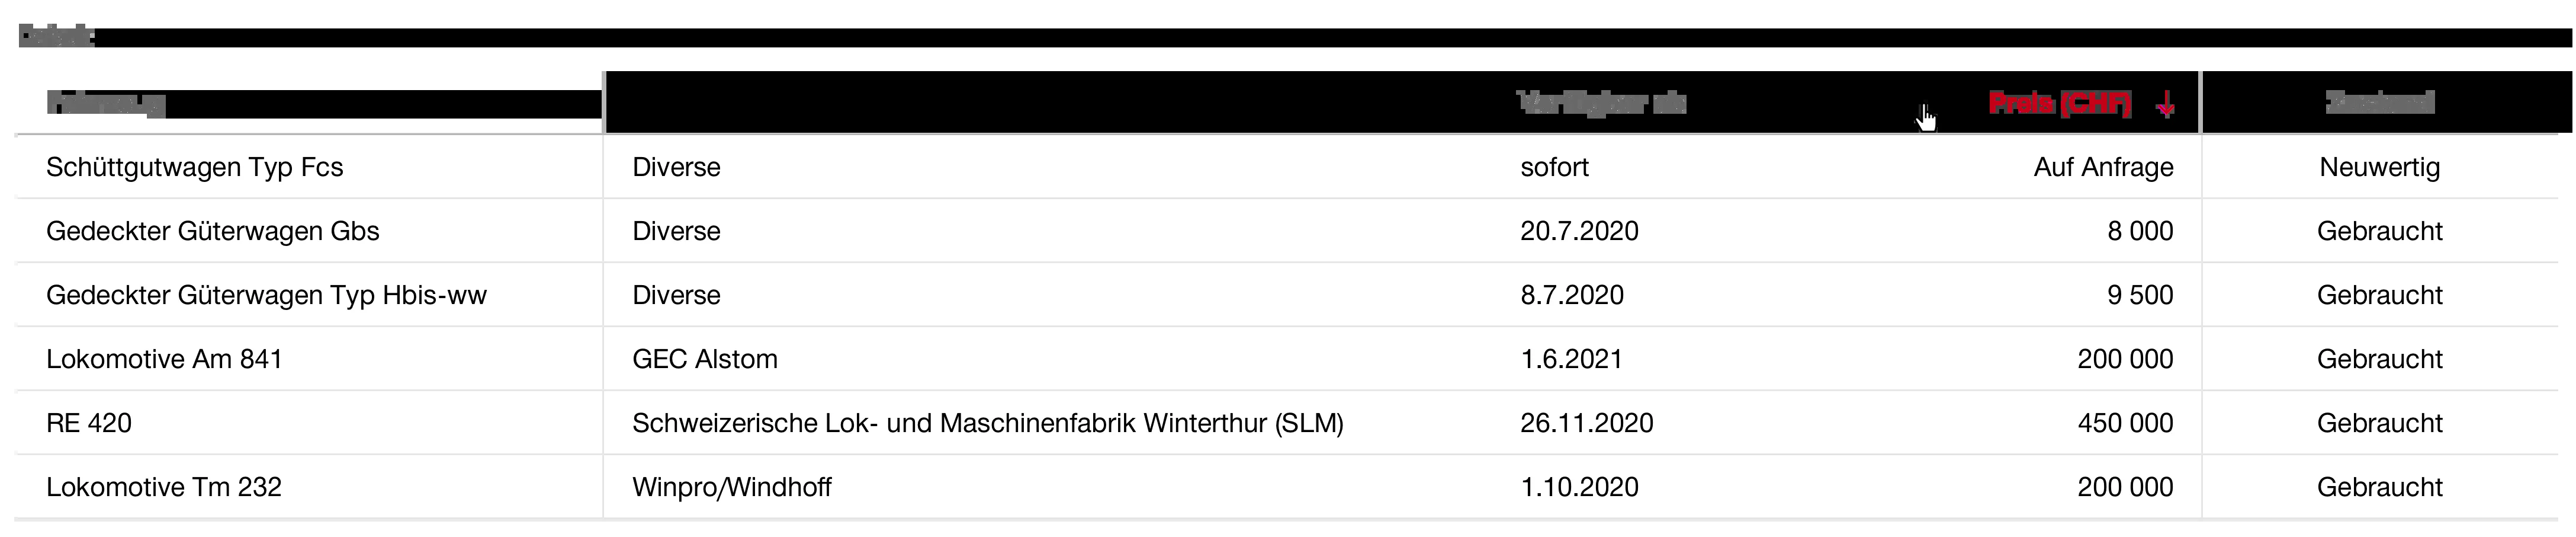 Verfügbar ab Preis (CHF) ↓ Zustand
Schüttgutwagen Typ Fcs Diverse sofort Auf Anfrage Neuwertig
Gedeckter Güterwagen Gbs Diverse 20.7.2020 8 000 Gebraucht
Gedeckter Güterwagen Typ Hbis-ww Diverse 8.7.2020 9 500 Gebraucht
Lokomotive Am 841 GEC Alstom 1.6.2021 200 000 Gebraucht
RE 420 Schweizerische Lok- und Maschinenfabrik Winterthur (SLM) 26.11.2020 450 000 Gebraucht
Lokomotive Tm 232 Winpro/Windhoff 1.10.2020 200 000 Gebraucht